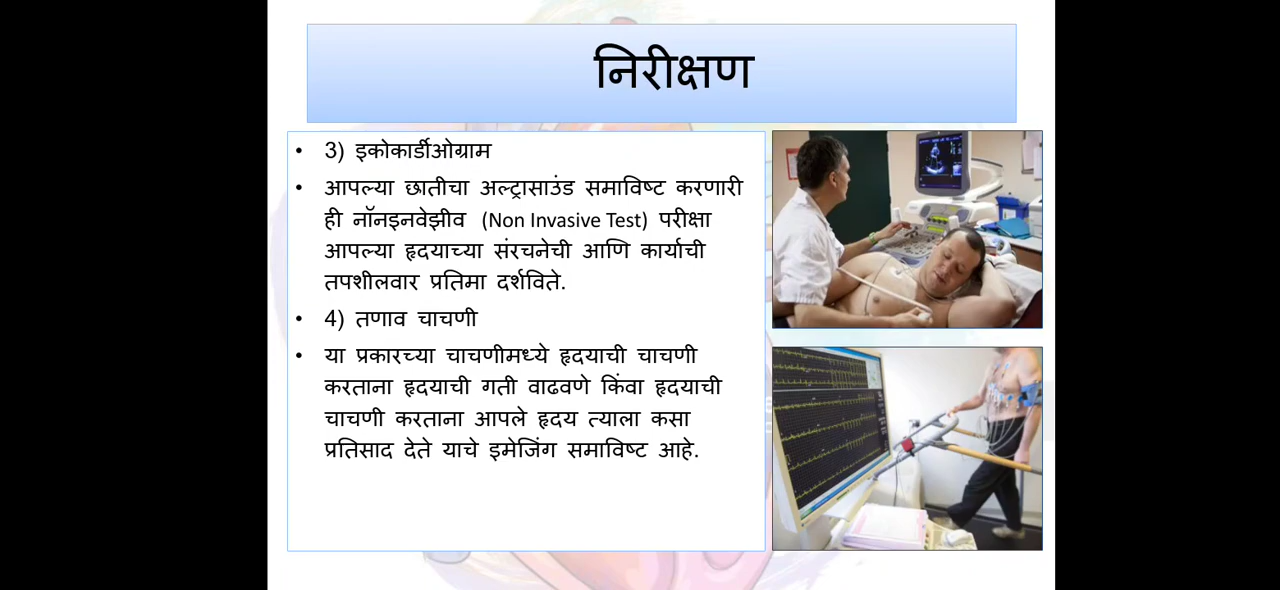 निरीक्षण
• 3) इकोकार्डीओग्राम
• आपल्या छातीचा अल्ट्रासाउंड समाविष्ट करणारी
ही नॉनइनवेझीव (Non Invasive Test) परीक्षा
आपल्या हृदयाच्या संरचनेची आणि कार्याची
तपशीलवार प्रतिमा दर्शविते.
• 4) तणाव चाचणी
• या प्रकारच्या चाचणीमध्ये हृदयाची चाचणी
करताना हृदयाची गती वाढवणे किंवा हृदयाची
चाचणी करताना आपले हृदय त्याला कसा
प्रतिसाद देते याचे इमेजिंग समाविष्ट आहे.